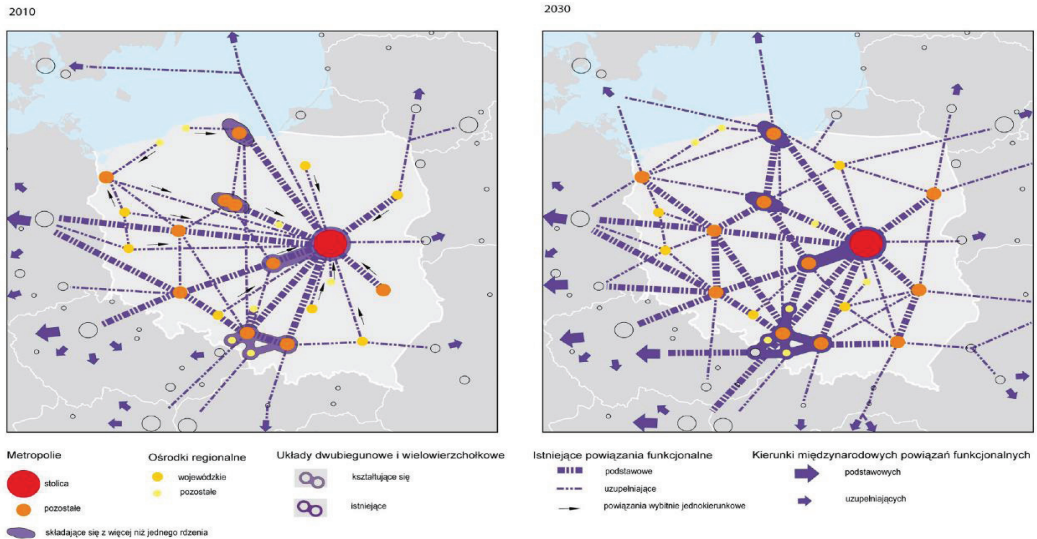 2010
2030
Metropolie
stolica
pozostałe
składające się z więcej niż jednego rdzenia
Ośrodki regionalne
wojewódzkie
pozostałe
Układy dwubiegunowe i wielowierzchołkowe
kształtujące się
istniejące
Istniejące powiązania funkcjonalne
podstawowe
uzupełniające
powiązania wybitnie jednokierunkowe
Kierunki międzynarodowych powiązań funkcjonalnych
podstawowych
uzupełniających